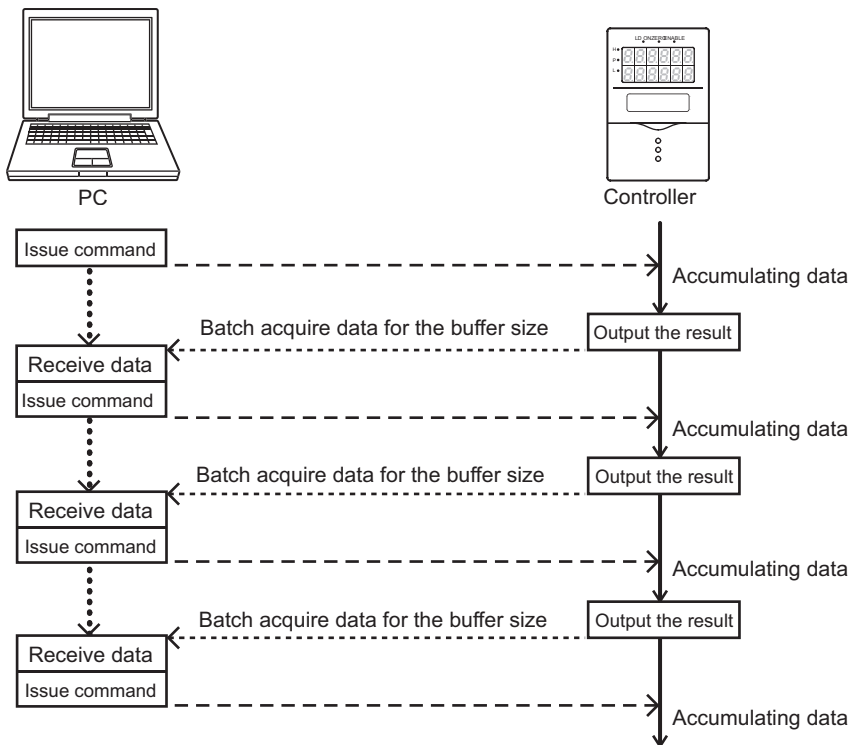 LD_ONZEROENABLE
H
P
L
PC
Controller
Issue command
Accumulating data
Batch acquire data for the buffer size
Output the result
Receive data
Issue command
Accumulating data
Batch acquire data for the buffer size
Output the result
Receive data
Issue command
Accumulating data
Batch acquire data for the buffer size
Output the result
Receive data
Issue command
Accumulating data